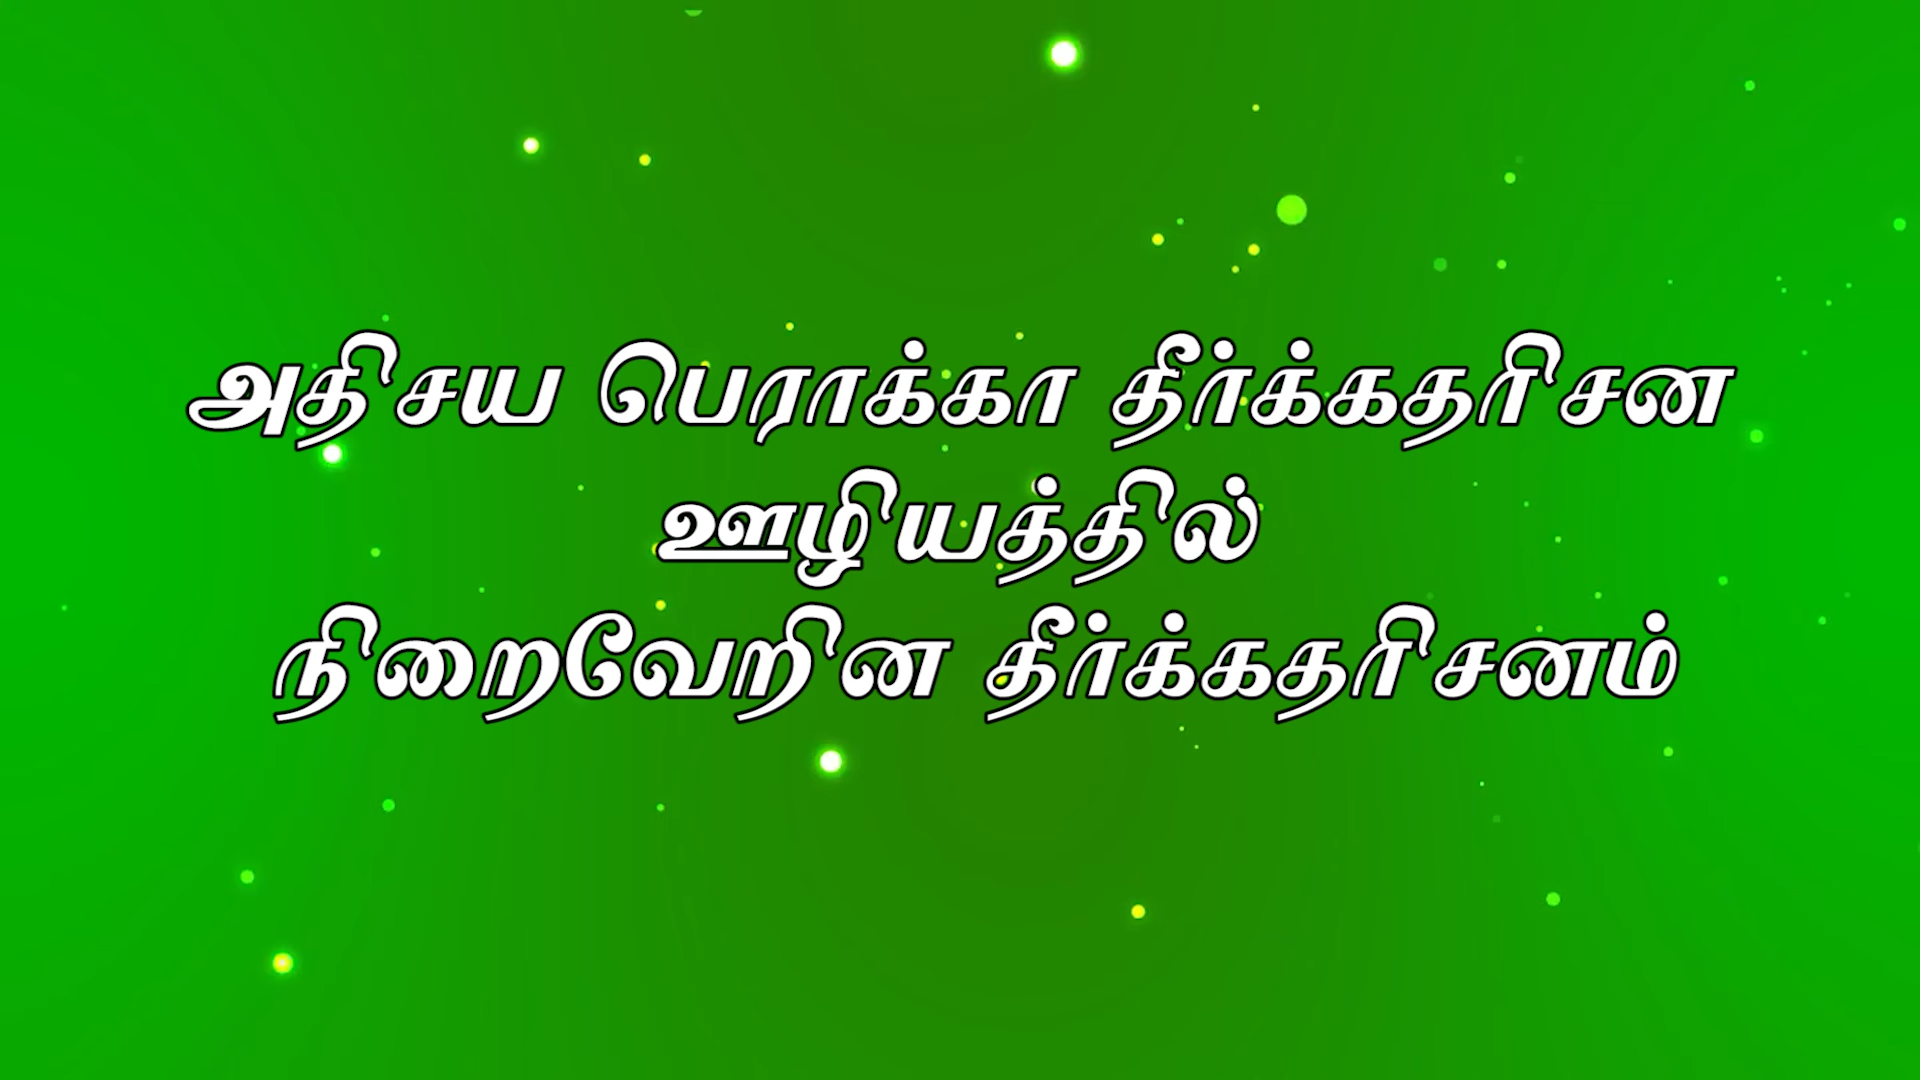 அதிசய பெராக்கா தீர்க்கதரிசன
ஊழியத்தில்
நிறைவேறின தீர்க்கதரிசனம்